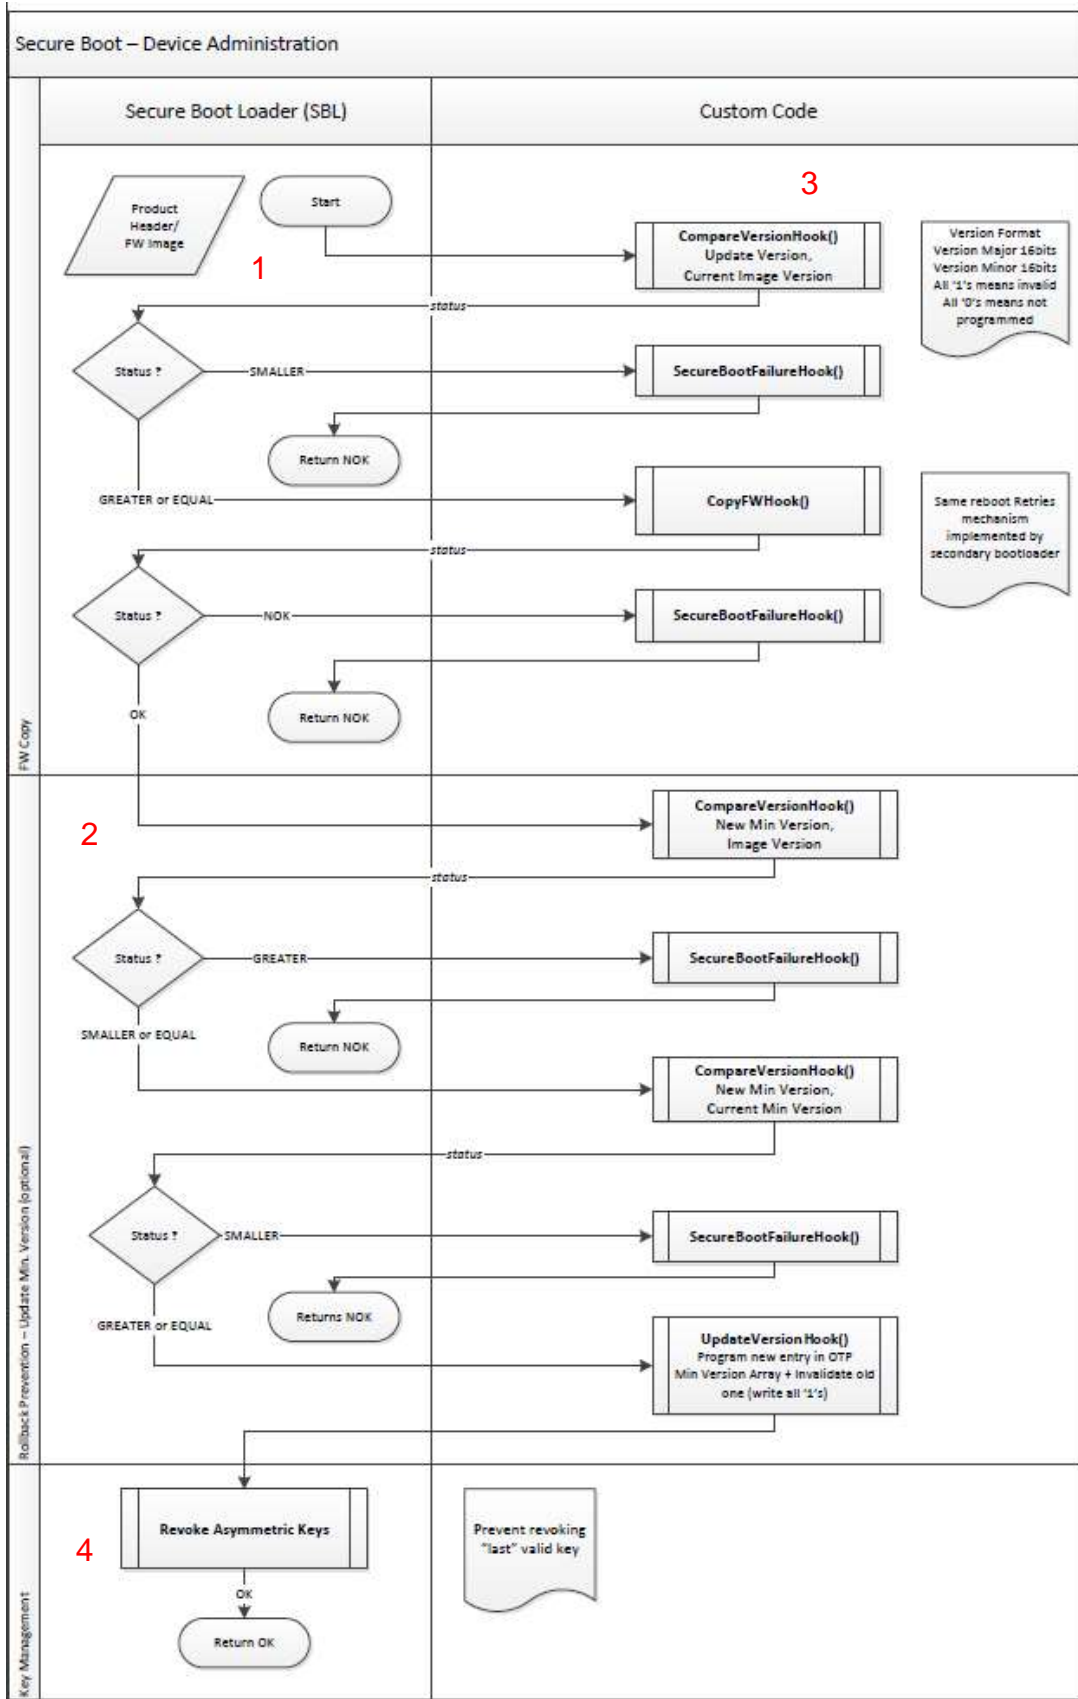 Secure Boot – Device Administration
Secure Boot Loader (SBL)
Custom Code
FW Copy
Product
Header/
FW Image
Start
1
3
CompareVersionHook()
Update Version,
Current Image Version
Version Format
Version Major 16bits
Version Minor 16bits
All '1's means invalid
All '0's means not
programmed
status
Status ?
SMALLER
SecureBootFailureHook()
Return NOK
GREATER or EQUAL
CopyFWHook()
Same reboot Retries
mechanism
implemented by
secondary bootloader
status
Status ?
NOK
SecureBootFailureHook()
Return NOK
OK
Rollback Prevention – Update Min. Version (optional)
2
CompareVersionHook()
New Min Version,
Image Version
status
Status ?
GREATER
SecureBootFailureHook()
Return NOK
SMALLER or EQUAL
CompareVersionHook()
New Min Version,
Current Min Version
status
Status ?
SMALLER
SecureBootFailureHook()
Returns NOK
GREATER or EQUAL
UpdateVersionHook()
Program new entry in OTP
Min Version Array + Invalidate old
one (write all '1's)
Key Management
4
Revoke Asymmetric Keys
Prevent revoking
"last" valid key
OK
Return OK